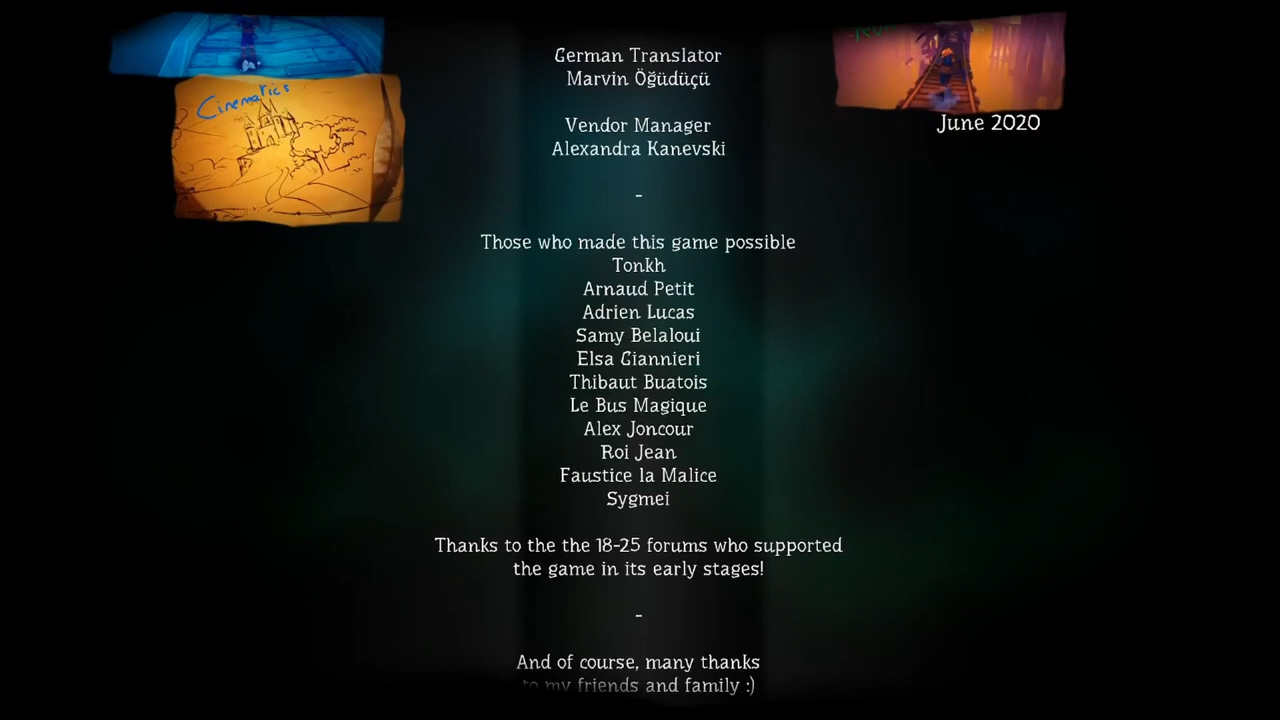 German Translator
Marvin Öğüdüçü
Vendor Manager
Alexandra Kanevski
-
Those who made this game possible
Tonkh
Arnaud Petit
Adrien Lucas
Samy Belaloui
Elsa Giannieri
Thibaut Buatois
Le Bus Magique
Alex Joncour
Roi Jean
Faustice la Malice
Sygmei
Thanks to the the 18-25 forums who supported
the game in its early stages!
-
And of course, many thanks
to my friends and family :)
Cinematics
June 2020